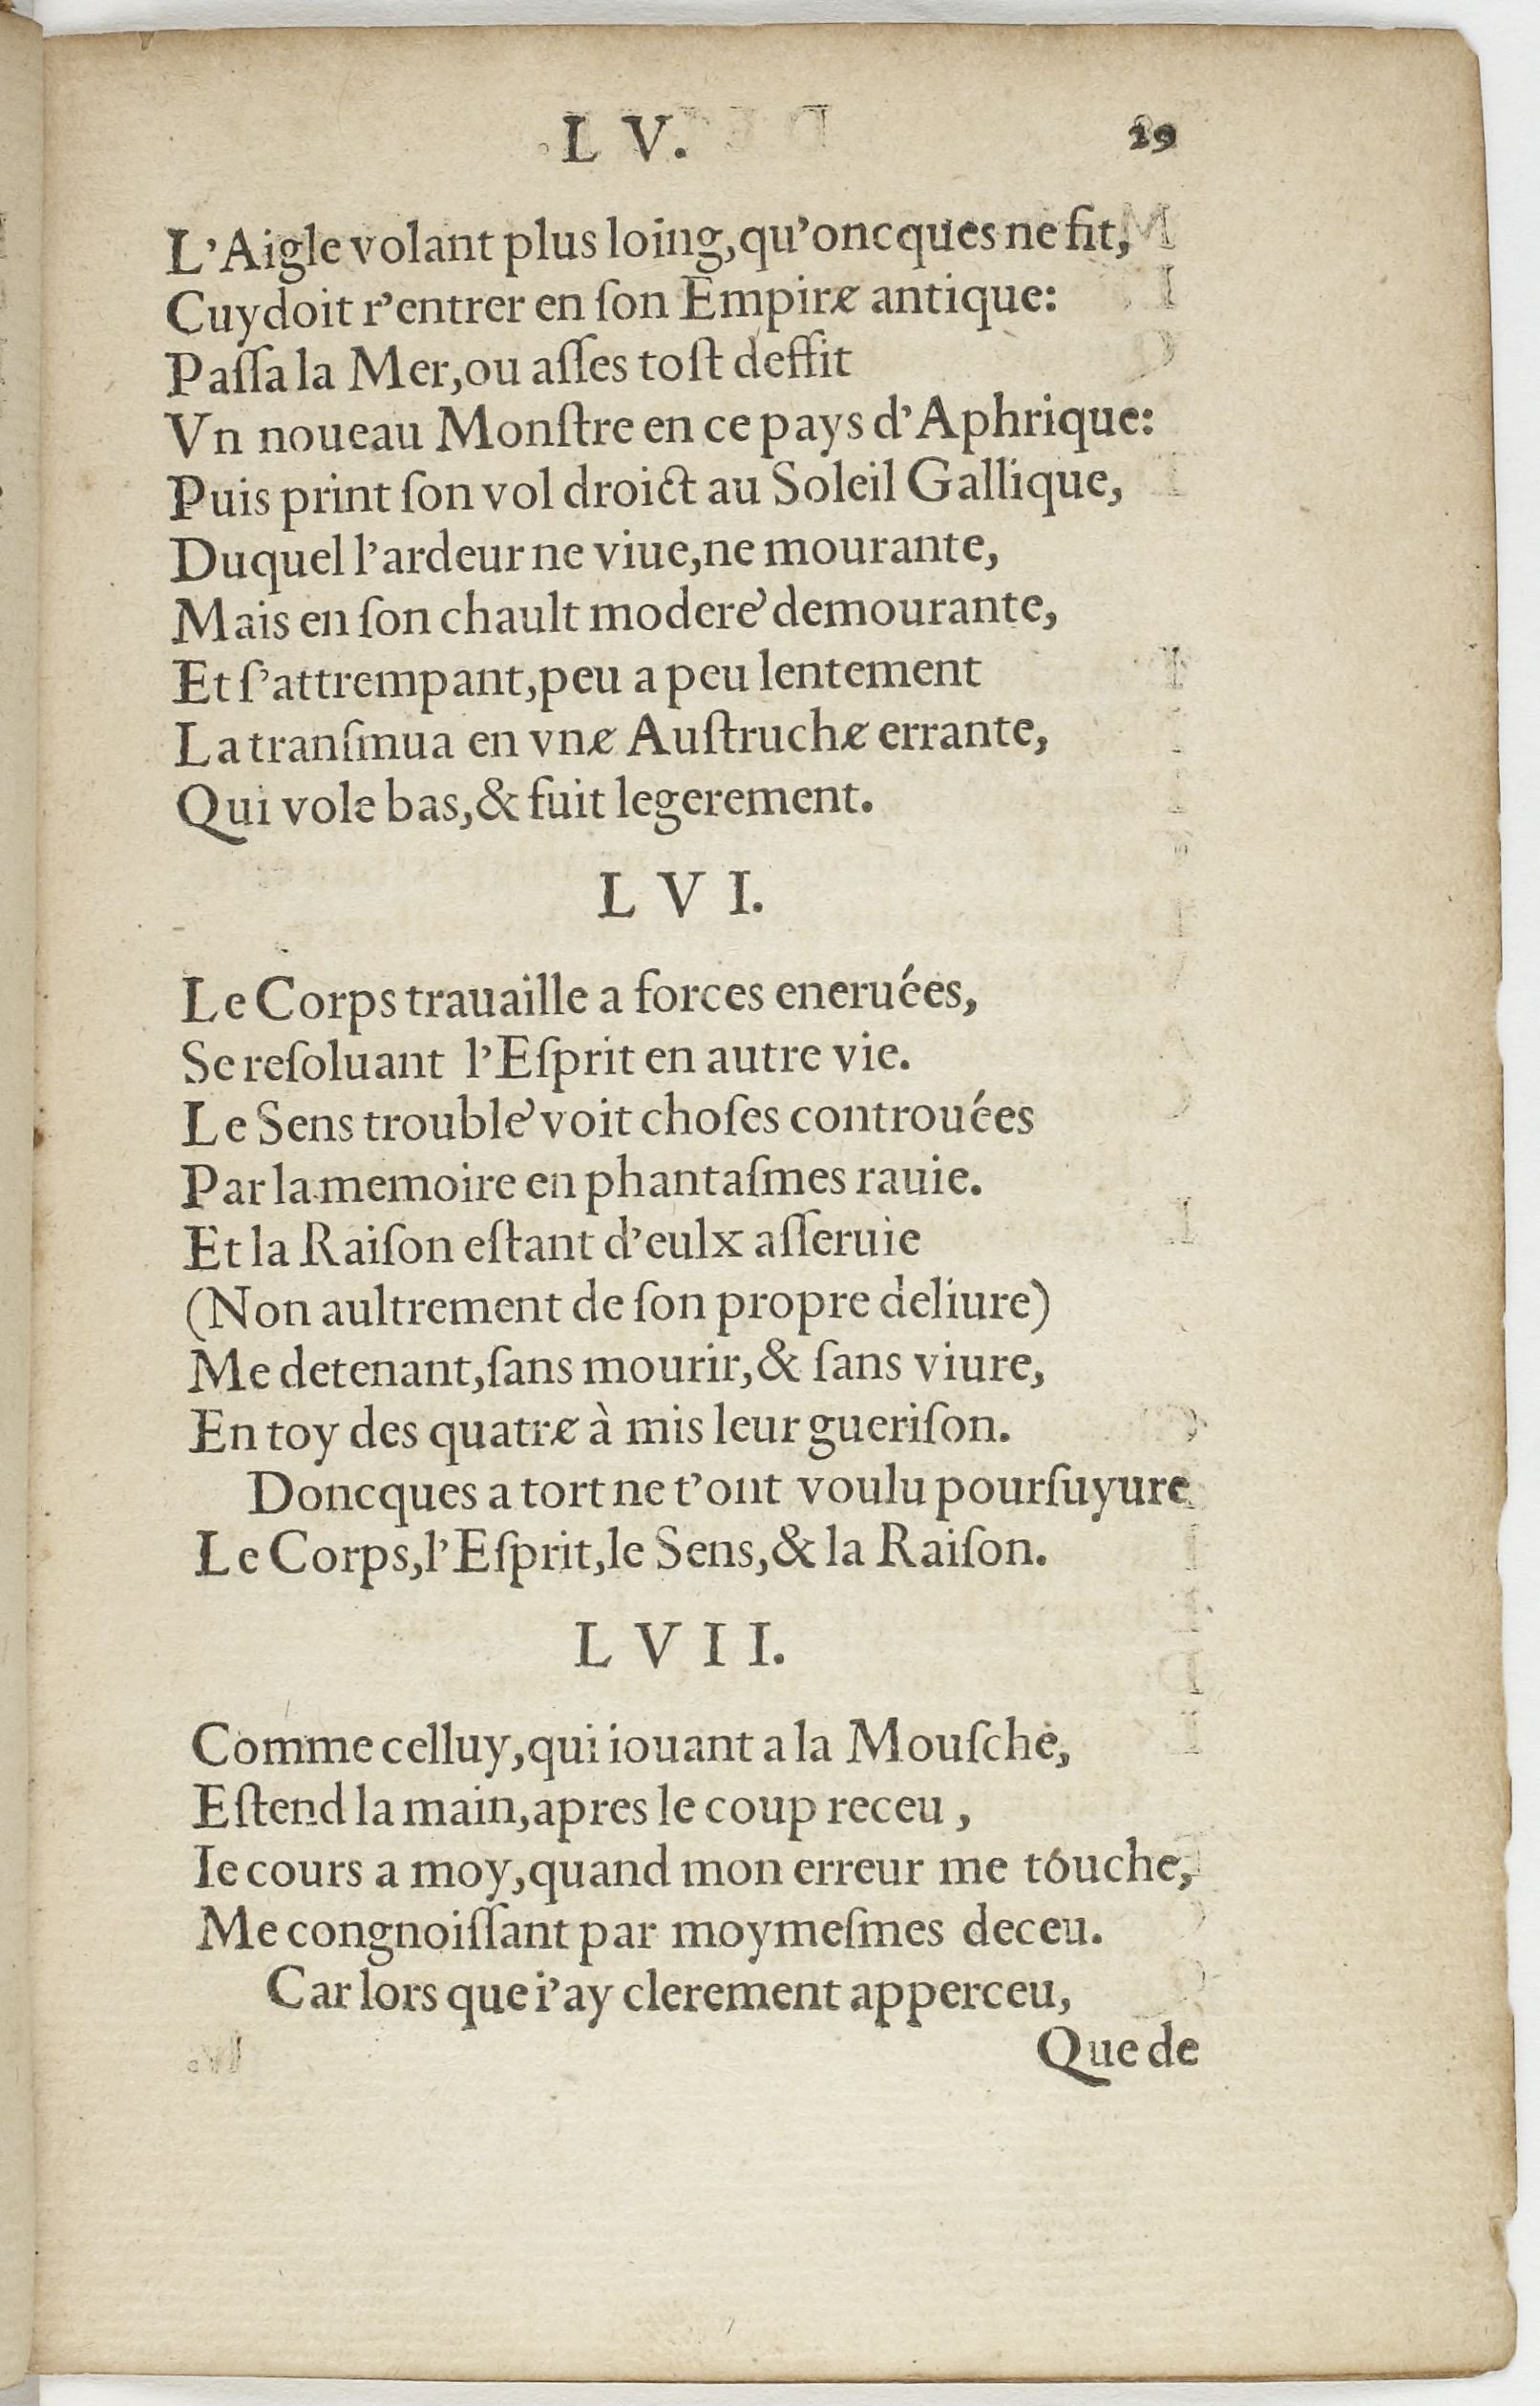 L V.
29
L'Aigle volant plus loing, qu'oncques ne fit,
Cuydoit r'entrer en ſon Empiræ antique:
Paſſa la Mer, ou aſſes toſt deffit
Vn noueau Monſtre en ce pays d'Aphrique:
Puis print ſon vol droict au Soleil Gallique,
Duquel l'ardeur ne viue, ne mourante,
Mais en ſon chault modere' demourante,
Et ſ'attrempant, peu a peu lentement
La tranſmua en vnæ Auſtruchæ errante,
Qui vole bas, & fuit legerement.
L V I.
Le Corps trauaille a forces eneruées,
Se reſoluant l'Eſprit en autre vie.
Le Sens trouble' voit choſes controuées
Par la memoire en phantaſmes rauie.
Et la Raiſon eſtant d'eulx aſſeruie
(Non aultrement de ſon propre deliure)
Me detenant, ſans mourir, & ſans viure,
En toy des quatræ à mis leur gueriſon.
Doncques a tort ne t'ont voulu pourſuyure
Le Corps, l'Eſprit, le Sens, & la Raiſon.
L V I I.
Comme celluy, qui iouant a la Mouſche,
Eſtend la main, apres le coup receu,
Ie cours a moy, quand mon erreur me touche,
Me congnoiſſant par moymeſmes deceu.
Car lors que i'ay clerement apperceu,
Que de